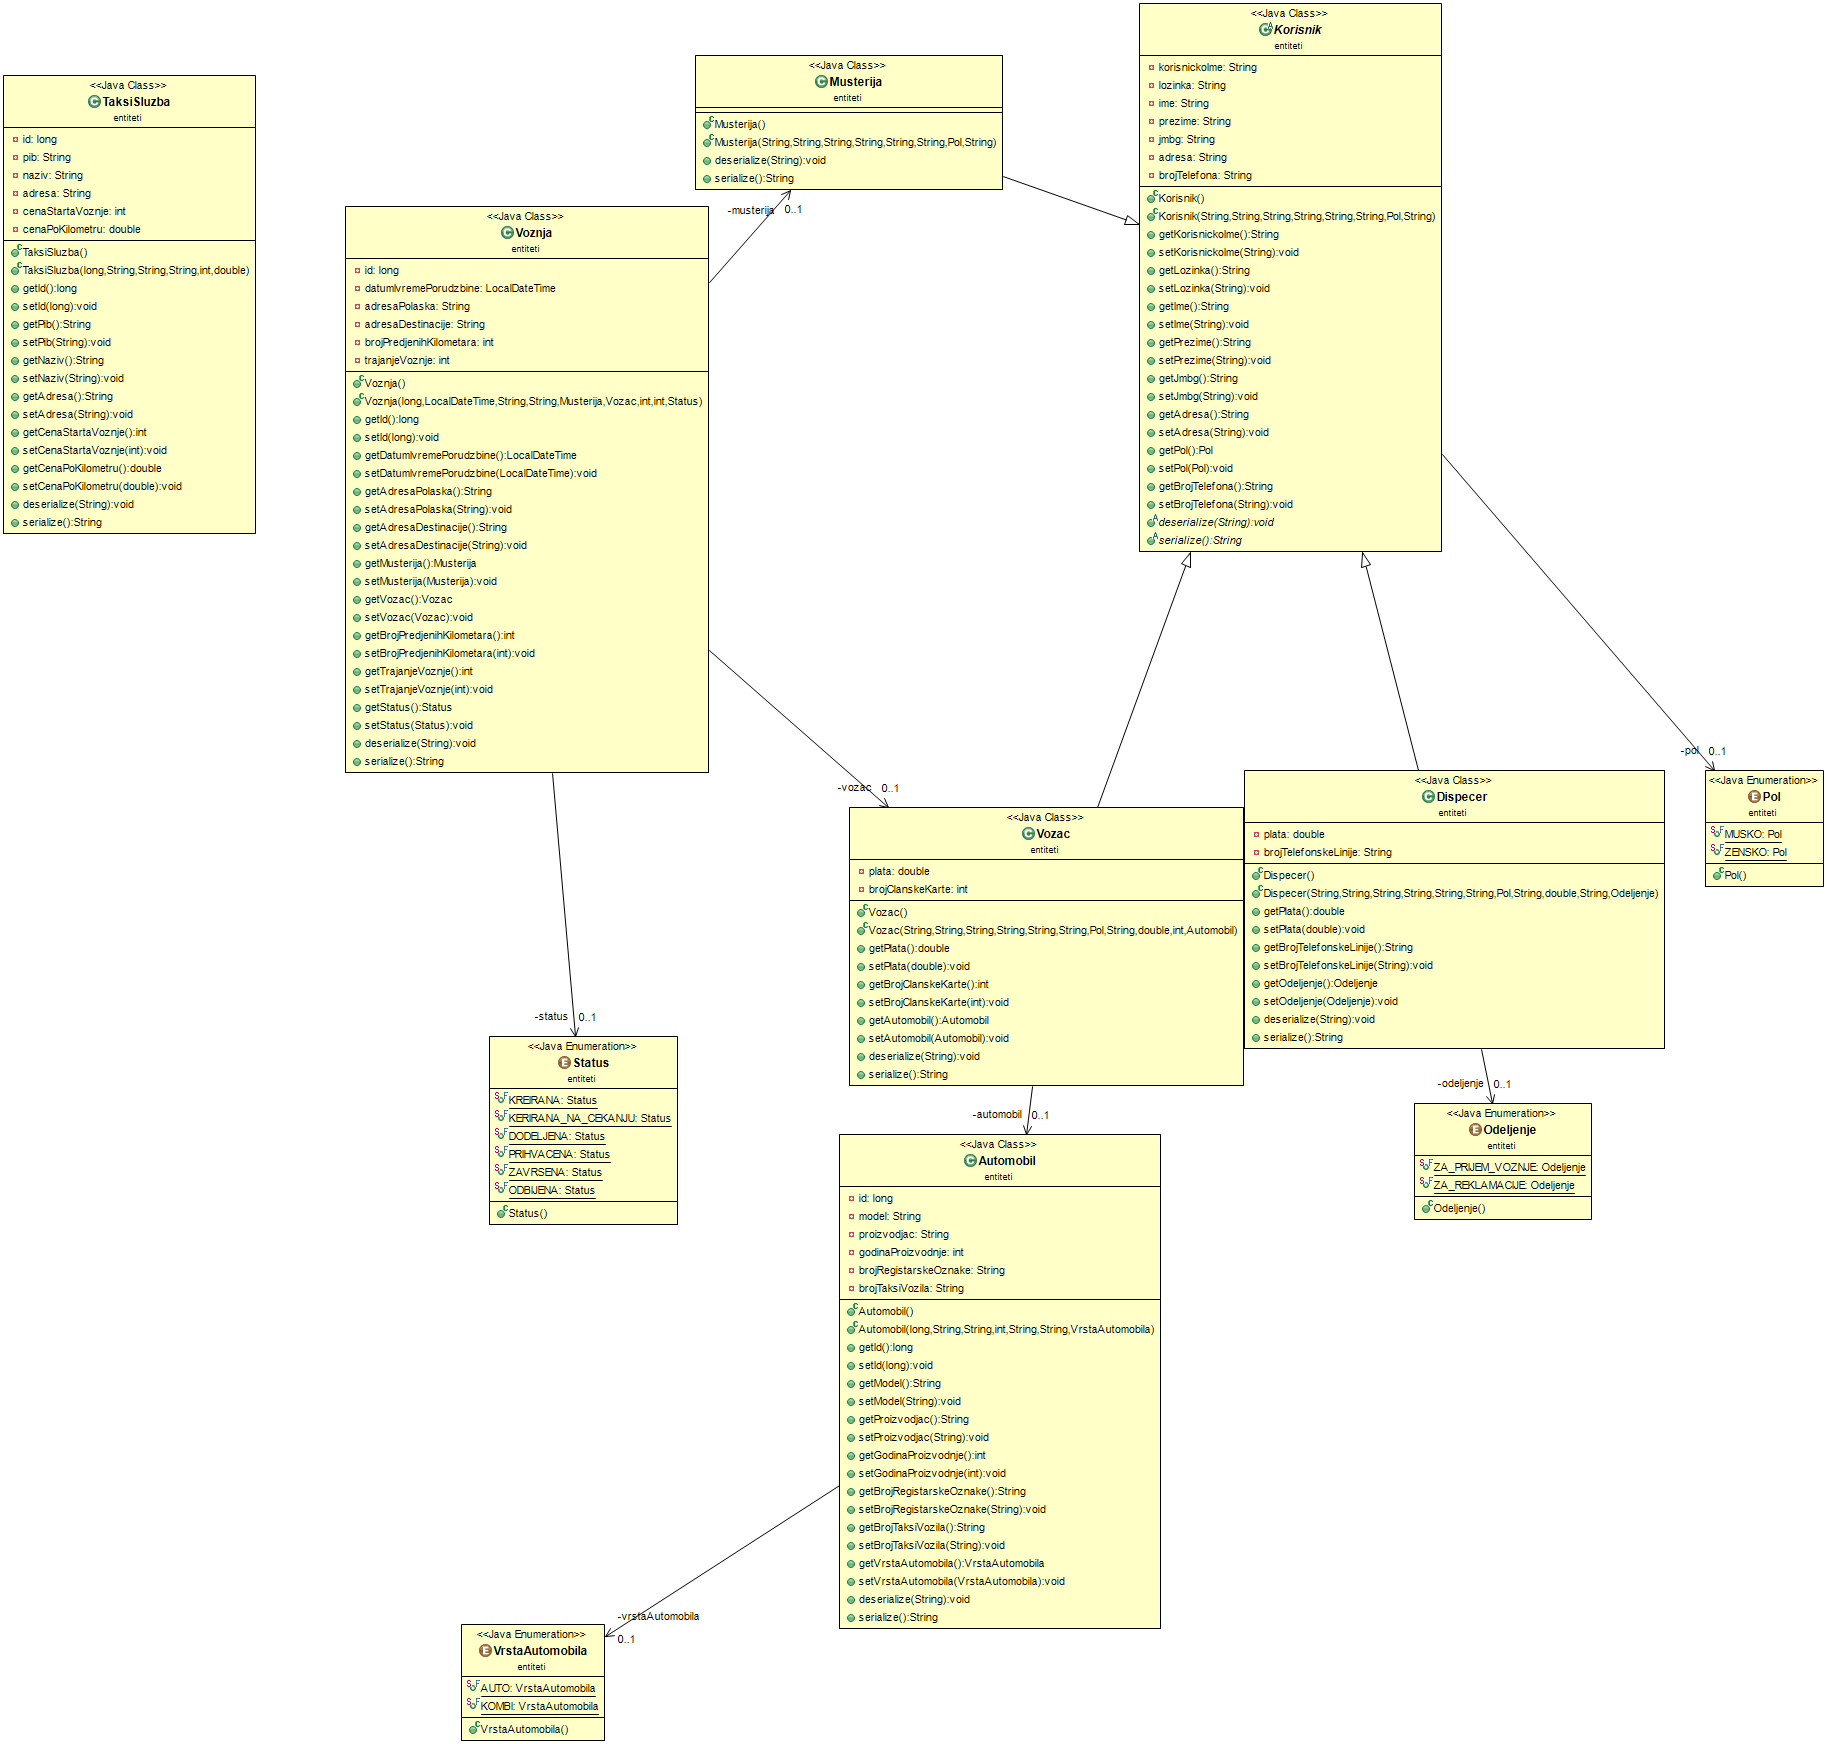 <<Java Class>>
TaksiSluzba
entiteti
id: long
pib: String
naziv: String
adresa: String
cenaStartaVoznje: int
cenaPoKilometru: double
TaksiSluzba()
TaksiSluzba(long,String,String,String,int,double)
getId():long
setId(long):void
getPib():String
setPib(String):void
getNaziv():String
setNaziv(String):void
getAdresa():String
setAdresa(String):void
getCenaStartaVoznje():int
setCenaStartaVoznje(int):void
getCenaPoKilometru():double
setCenaPoKilometru(double):void
deserialize(String):void
serialize():String
<<Java Class>>
Voznja
entiteti
id: long
datumIvremePorudzbine: LocalDateTime
adresaPolaska: String
adresaDestinacije: String
brojPredjenihKilometara: int
trajanjeVoznje: int
Voznja()
Voznja(long,LocalDateTime,String,String,Musterija,Vozac,int,int,Status)
getId():long
setId(long):void
getDatumIvremePorudzbine():LocalDateTime
setDatumIvremePorudzbine(LocalDateTime):void
getAdresaPolaska():String
setAdresaPolaska(String):void
getAdresaDestinacije():String
setAdresaDestinacije(String):void
getMusterija():Musterija
setMusterija(Musterija):void
getVozac():Vozac
setVozac(Vozac):void
getBrojPredjenihKilometara():int
setBrojPredjenihKilometara(int):void
getTrajanjeVoznje():int
setTrajanjeVoznje(int):void
getStatus():Status
setStatus(Status):void
deserialize(String):void
serialize():String
<<Java Class>>
Musterija
entiteti
Musterija()
Musterija(String,String,String,String,String,String,Pol,String)
deserialize(String):void
serialize():String
-musterija 0..1
<<Java Class>>
Korisnik
entiteti
korisnickoIme: String
lozinka: String
ime: String
prezime: String
jmbg: String
adresa: String
brojTelefona: String
Korisnik()
Korisnik(String,String,String,String,String,String,Pol,String)
getKorisnickoIme():String
setKorisnickoIme(String):void
getLozinka():String
setLozinka(String):void
getIme():String
setIme(String):void
getPrezime():String
setPrezime(String):void
getJmbg():String
setJmbg(String):void
getAdresa():String
setAdresa(String):void
getPol():Pol
setPol(Pol):void
getBrojTelefona():String
setBrojTelefona(String):void
deserialize(String):void
serialize():String
-pol 0..1
<<Java Enumeration>>
Pol
entiteti
MUSKO: Pol
ZENSKO: Pol
Pol()
-vozac 0..1
<<Java Class>>
Vozac
entiteti
plata: double
brojClanskeKarte: int
Vozac()
Vozac(String,String,String,String,String,String,Pol,String,double,int,Automobil)
getPlata():double
setPlata(double):void
getBrojClanskeKarte():int
setBrojClanskeKarte(int):void
getAutomobil():Automobil
setAutomobil(Automobil):void
deserialize(String):void
serialize():String
<<Java Class>>
Dispecer
entiteti
plata: double
brojTelefonskeLinije: String
Dispecer()
Dispecer(String,String,String,String,String,String,Pol,String,double,String,Odeljenje)
getPlata():double
setPlata(double):void
getBrojTelefonskeLinije():String
setBrojTelefonskeLinije(String):void
getOdeljenje():Odeljenje
setOdeljenje(Odeljenje):void
deserialize(String):void
serialize():String
-status 0..1
<<Java Enumeration>>
Status
entiteti
KREIRANA: Status
KERIRANA_NA_CEKANJU: Status
DODELJENA: Status
PRIHVACENA: Status
ZAVRSENA: Status
ODBIJENA: Status
Status()
-odeljenje 0..1
<<Java Enumeration>>
Odeljenje
entiteti
ZA_PRIJEM_VOZNJE: Odeljenje
ZA_REKLAMACIJE: Odeljenje
Odeljenje()
-automobil 0..1
<<Java Class>>
Automobil
entiteti
id: long
model: String
proizvodjac: String
godinaProizvodnje: int
brojRegistarskeOznake: String
brojTaksiVozila: String
Automobil()
Automobil(long,String,String,int,String,String,VrstaAutomobila)
getId():long
setId(long):void
getModel():String
setModel(String):void
getProizvodjac():String
setProizvodjac(String):void
getGodinaProizvodnje():int
setGodinaProizvodnje(int):void
getBrojRegistarskeOznake():String
setBrojRegistarskeOznake(String):void
getBrojTaksiVozila():String
setBrojTaksiVozila(String):void
getVrstaAutomobila():VrstaAutomobila
setVrstaAutomobila(VrstaAutomobila):void
deserialize(String):void
serialize():String
-vrstaAutomobila
0..1
<<Java Enumeration>>
VrstaAutomobila
entiteti
AUTO: VrstaAutomobila
KOMBI: VrstaAutomobila
VrstaAutomobila()